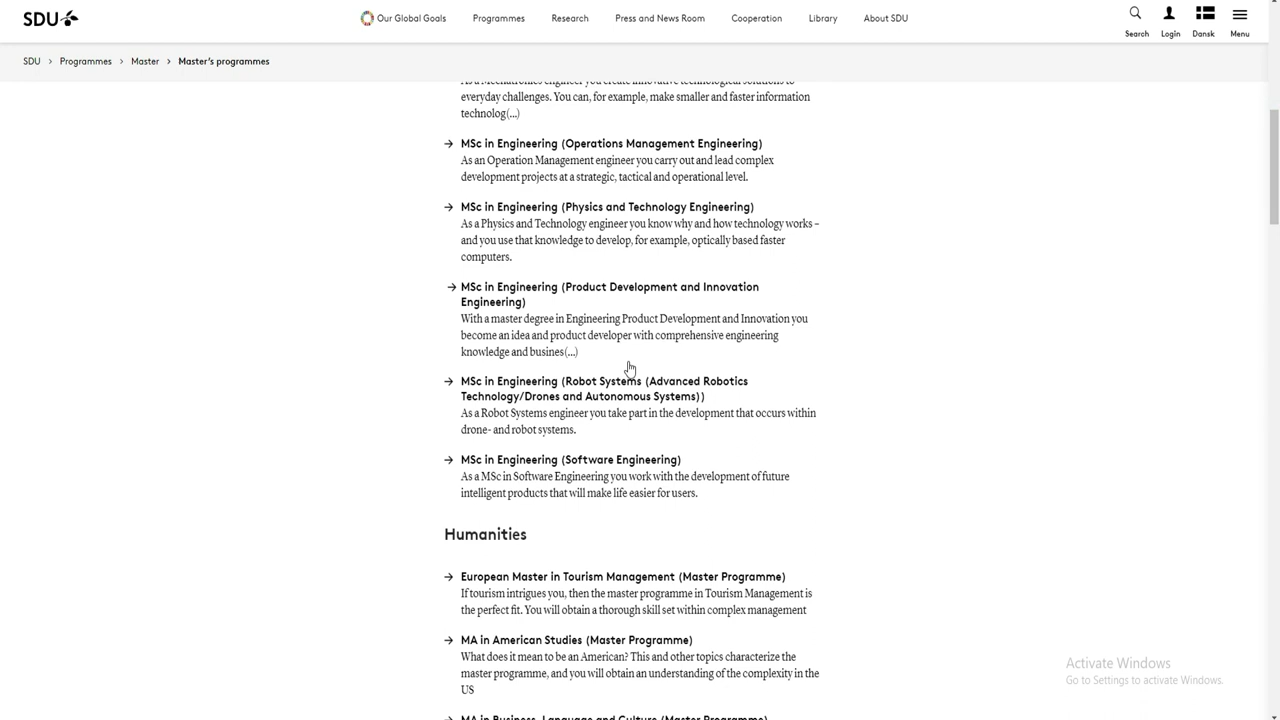 SDU
Our Global Goals
Programmes
Research
Press and News Room
Cooperation
Library
About SDU
Search
Login
Dansk
Menu
SDU > Programmes > Master > Master's programmes
everyday challenges. You can, for example, make smaller and faster information
technolog(...)
→ MSc in Engineering (Operations Management Engineering)
As an Operation Management engineer you carry out and lead complex
development projects at a strategic, tactical and operational level.
→ MSc in Engineering (Physics and Technology Engineering)
As a Physics and Technology engineer you know why and how technology works –
and you use that knowledge to develop, for example, optically based faster
computers.
→ MSc in Engineering (Product Development and Innovation
Engineering)
With a master degree in Engineering Product Development and Innovation you
become an idea and product developer with comprehensive engineering
knowledge and busines(...)
→ MSc in Engineering (Robot Systems (Advanced Robotics
Technology/Drones and Autonomous Systems))
As a Robot Systems engineer you take part in the development that occurs within
drone- and robot systems.
→ MSc in Engineering (Software Engineering)
As a MSc in Software Engineering you work with the development of future
intelligent products that will make life easier for users.
Humanities
→ European Master in Tourism Management (Master Programme)
If tourism intrigues you, then the master programme in Tourism Management is
the perfect fit. You will obtain a thorough skill set within complex management
→ MA in American Studies (Master Programme)
What does it mean to be an American? This and other topics characterize the
master programme, and you will obtain an understanding of the complexity in the
US
MA in Business, Language and Culture (Master Programme)
Activate Windows
Go to Settings to activate Windows.